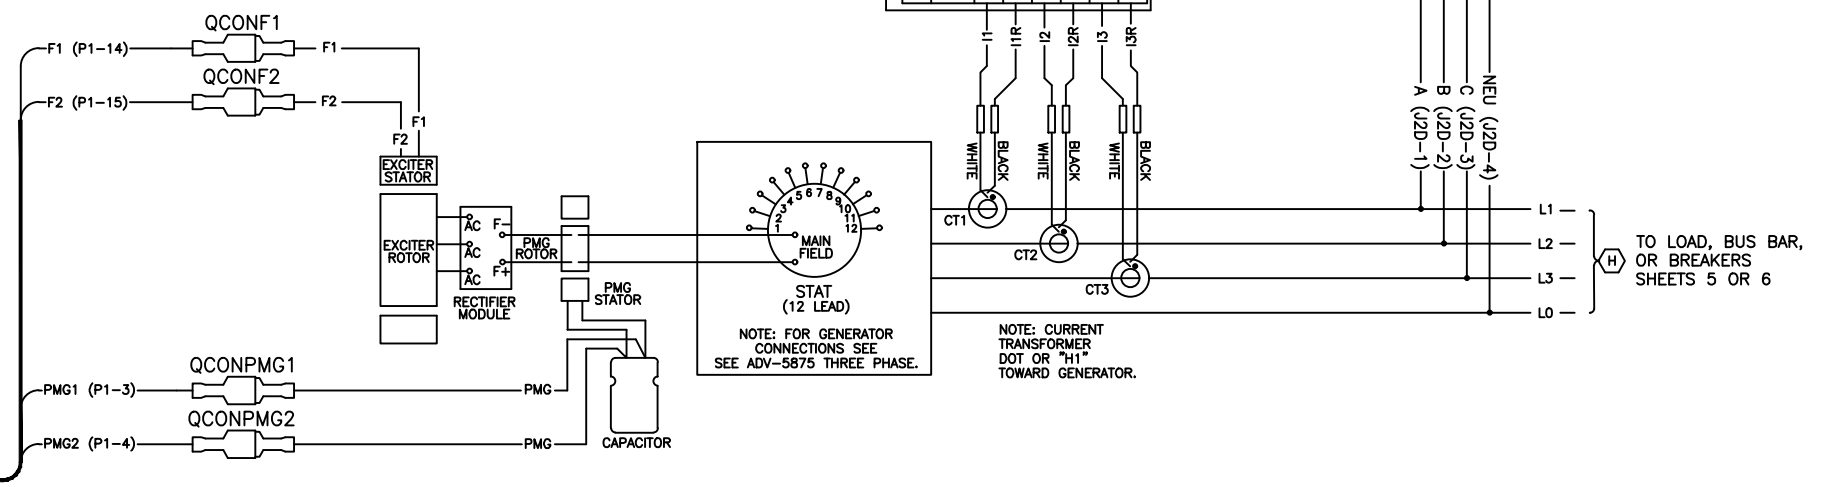 QCONF1
F1 (P1-14)
F1
QCONF2
F2 (P1-15)
F2
F1
F2
EXCITER
STATOR
EXCITER
ROTOR
AC
AC
AC
F-
F+
RECTIFIER
MODULE
PMG
ROTOR
PMG
STATOR
QCONPMG1
PMG1 (P1-3)
PMG
QCONPMG2
PMG2 (P1-4)
PMG
CAPACITOR
1
2
3
4
5
6
7
8
9
10
11
12
MAIN
FIELD
STAT
(12 LEAD)
NOTE: FOR GENERATOR
CONNECTIONS SEE
SEE ADV-5875 THREE PHASE.
I1
I1R
I2
I2R
I3
I3R
WHITE
BLACK
WHITE
BLACK
WHITE
BLACK
CT1
CT2
CT3
NOTE: CURRENT
TRANSFORMER
DOT OR "H1"
TOWARD GENERATOR.
A (J2D-1)
B (J2D-2)
C (J2D-3)
NEU (J2D-4)
L1
L2
L3
L0
H
TO LOAD, BUS BAR,
OR BREAKERS
SHEETS 5 OR 6